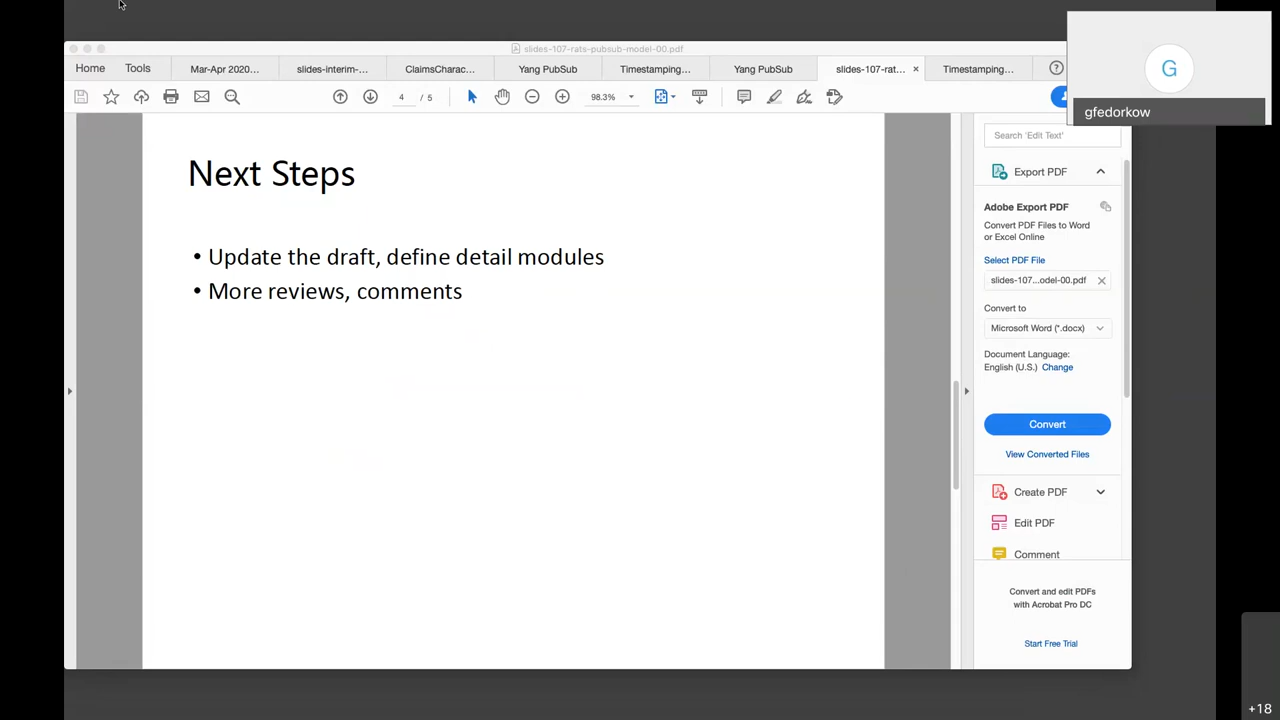 slides-107-rats-pubsub-model-00.pdf
Home
Tools
Mar-Apr 2020...
slides-interim-...
ClaimsCharac...
Yang PubSub
Timestamping...
Yang PubSub
slides-107-rat...
Timestamping...
4 / 5
98.3%
G
gfedorkow
Next Steps
• Update the draft, define detail modules
• More reviews, comments
Search 'Edit Text'
Export PDF
Adobe Export PDF
Convert PDF Files to Word
or Excel Online
Select PDF File
slides-107...odel-00.pdf
Convert to
Microsoft Word (*.docx)
Document Language:
English (U.S.) Change
Convert
View Converted Files
Create PDF
Edit PDF
Comment
Convert and edit PDFs
with Acrobat Pro DC
Start Free Trial
+18